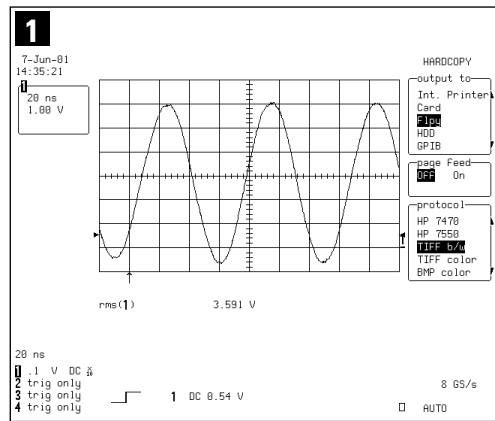 1
7-Jun-01
14:35:21
1
20 ns
1.00 V
HARDCOPY
output to
Int. Printer
Card
Flpy
HDD
GPIB
page feed
Off On
protocol
HP 7470
HP 7550
TIFF b/w
TIFF color
BMP color
1
rms(1) 3.591 V
20 ns
1 .1 V DC X10
2 trig only
3 trig only
4 trig only
1 DC 0.54 V
8 GS/s
AUTO